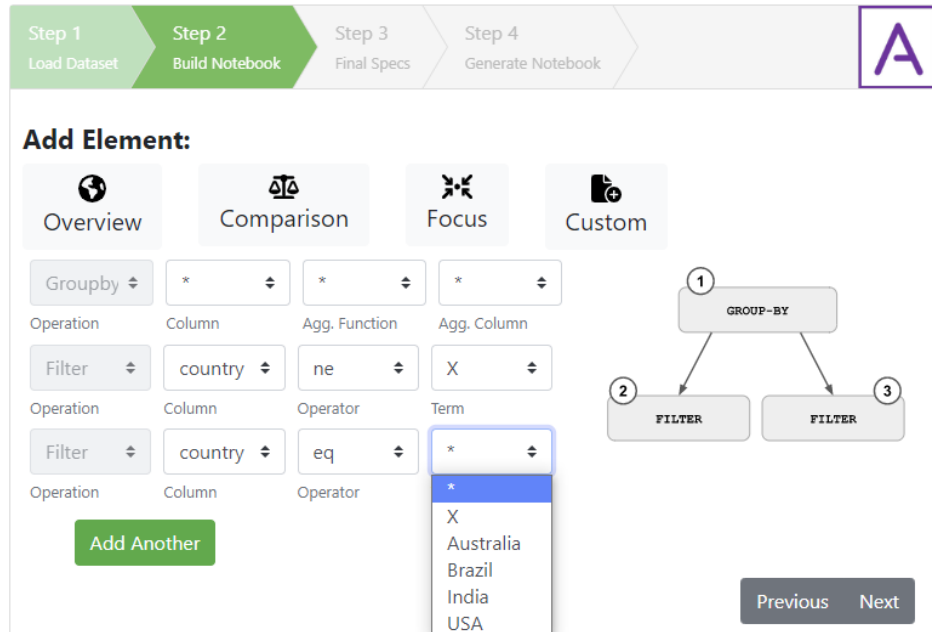 Step 1
Load Dataset
Step 2
Build Notebook
Step 3
Final Specs
Step 4
Generate Notebook
A
Add Element:
Overview
Comparison
Focus
Custom
Groupby * * *
Operation Column Agg. Function Agg. Column
Filter country ne X
Operation Column Operator Term
Filter country eq *
Operation Column Operator
*
X
Australia
Brazil
India
USA
Add Another
1
GROUP-BY
2
FILTER
3
FILTER
Previous Next